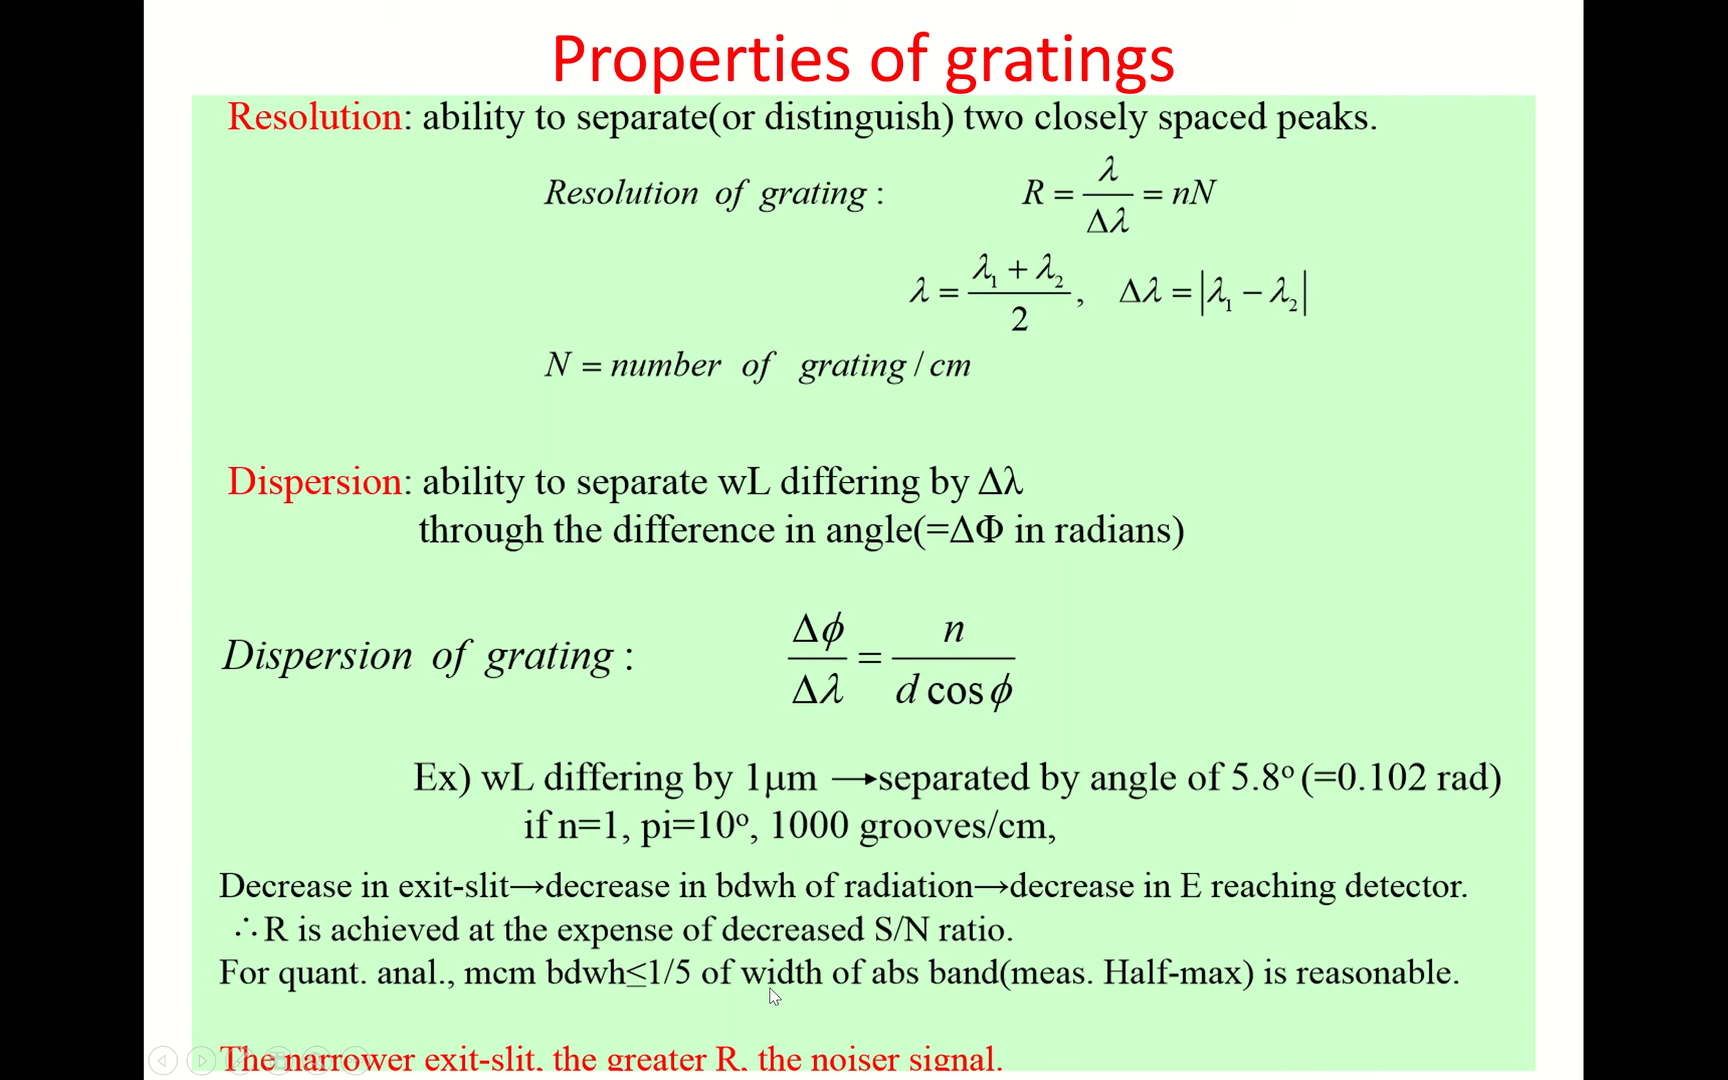 Properties of gratings
Resolution: ability to separate(or distinguish) two closely spaced peaks.
Resolution of grating : R = λ/Δλ = nN
λ = (λ₁ + λ₂)/2 , Δλ = |λ₁ − λ₂|
N = number of grating / cm
Dispersion: ability to separate wL differing by Δλ
through the difference in angle(=ΔΦ in radians)
Dispersion of grating : Δϕ/Δλ = n/(d cos ϕ)
Ex) wL differing by 1μm →separated by angle of 5.8º (=0.102 rad)
if n=1, pi=10º, 1000 grooves/cm,
Decrease in exit-slit→decrease in bdwh of radiation→decrease in E reaching detector.
∴R is achieved at the expense of decreased S/N ratio.
For quant. anal., mcm bdwh≤1/5 of width of abs band(meas. Half-max) is reasonable.
The narrower exit-slit, the greater R, the noiser signal.